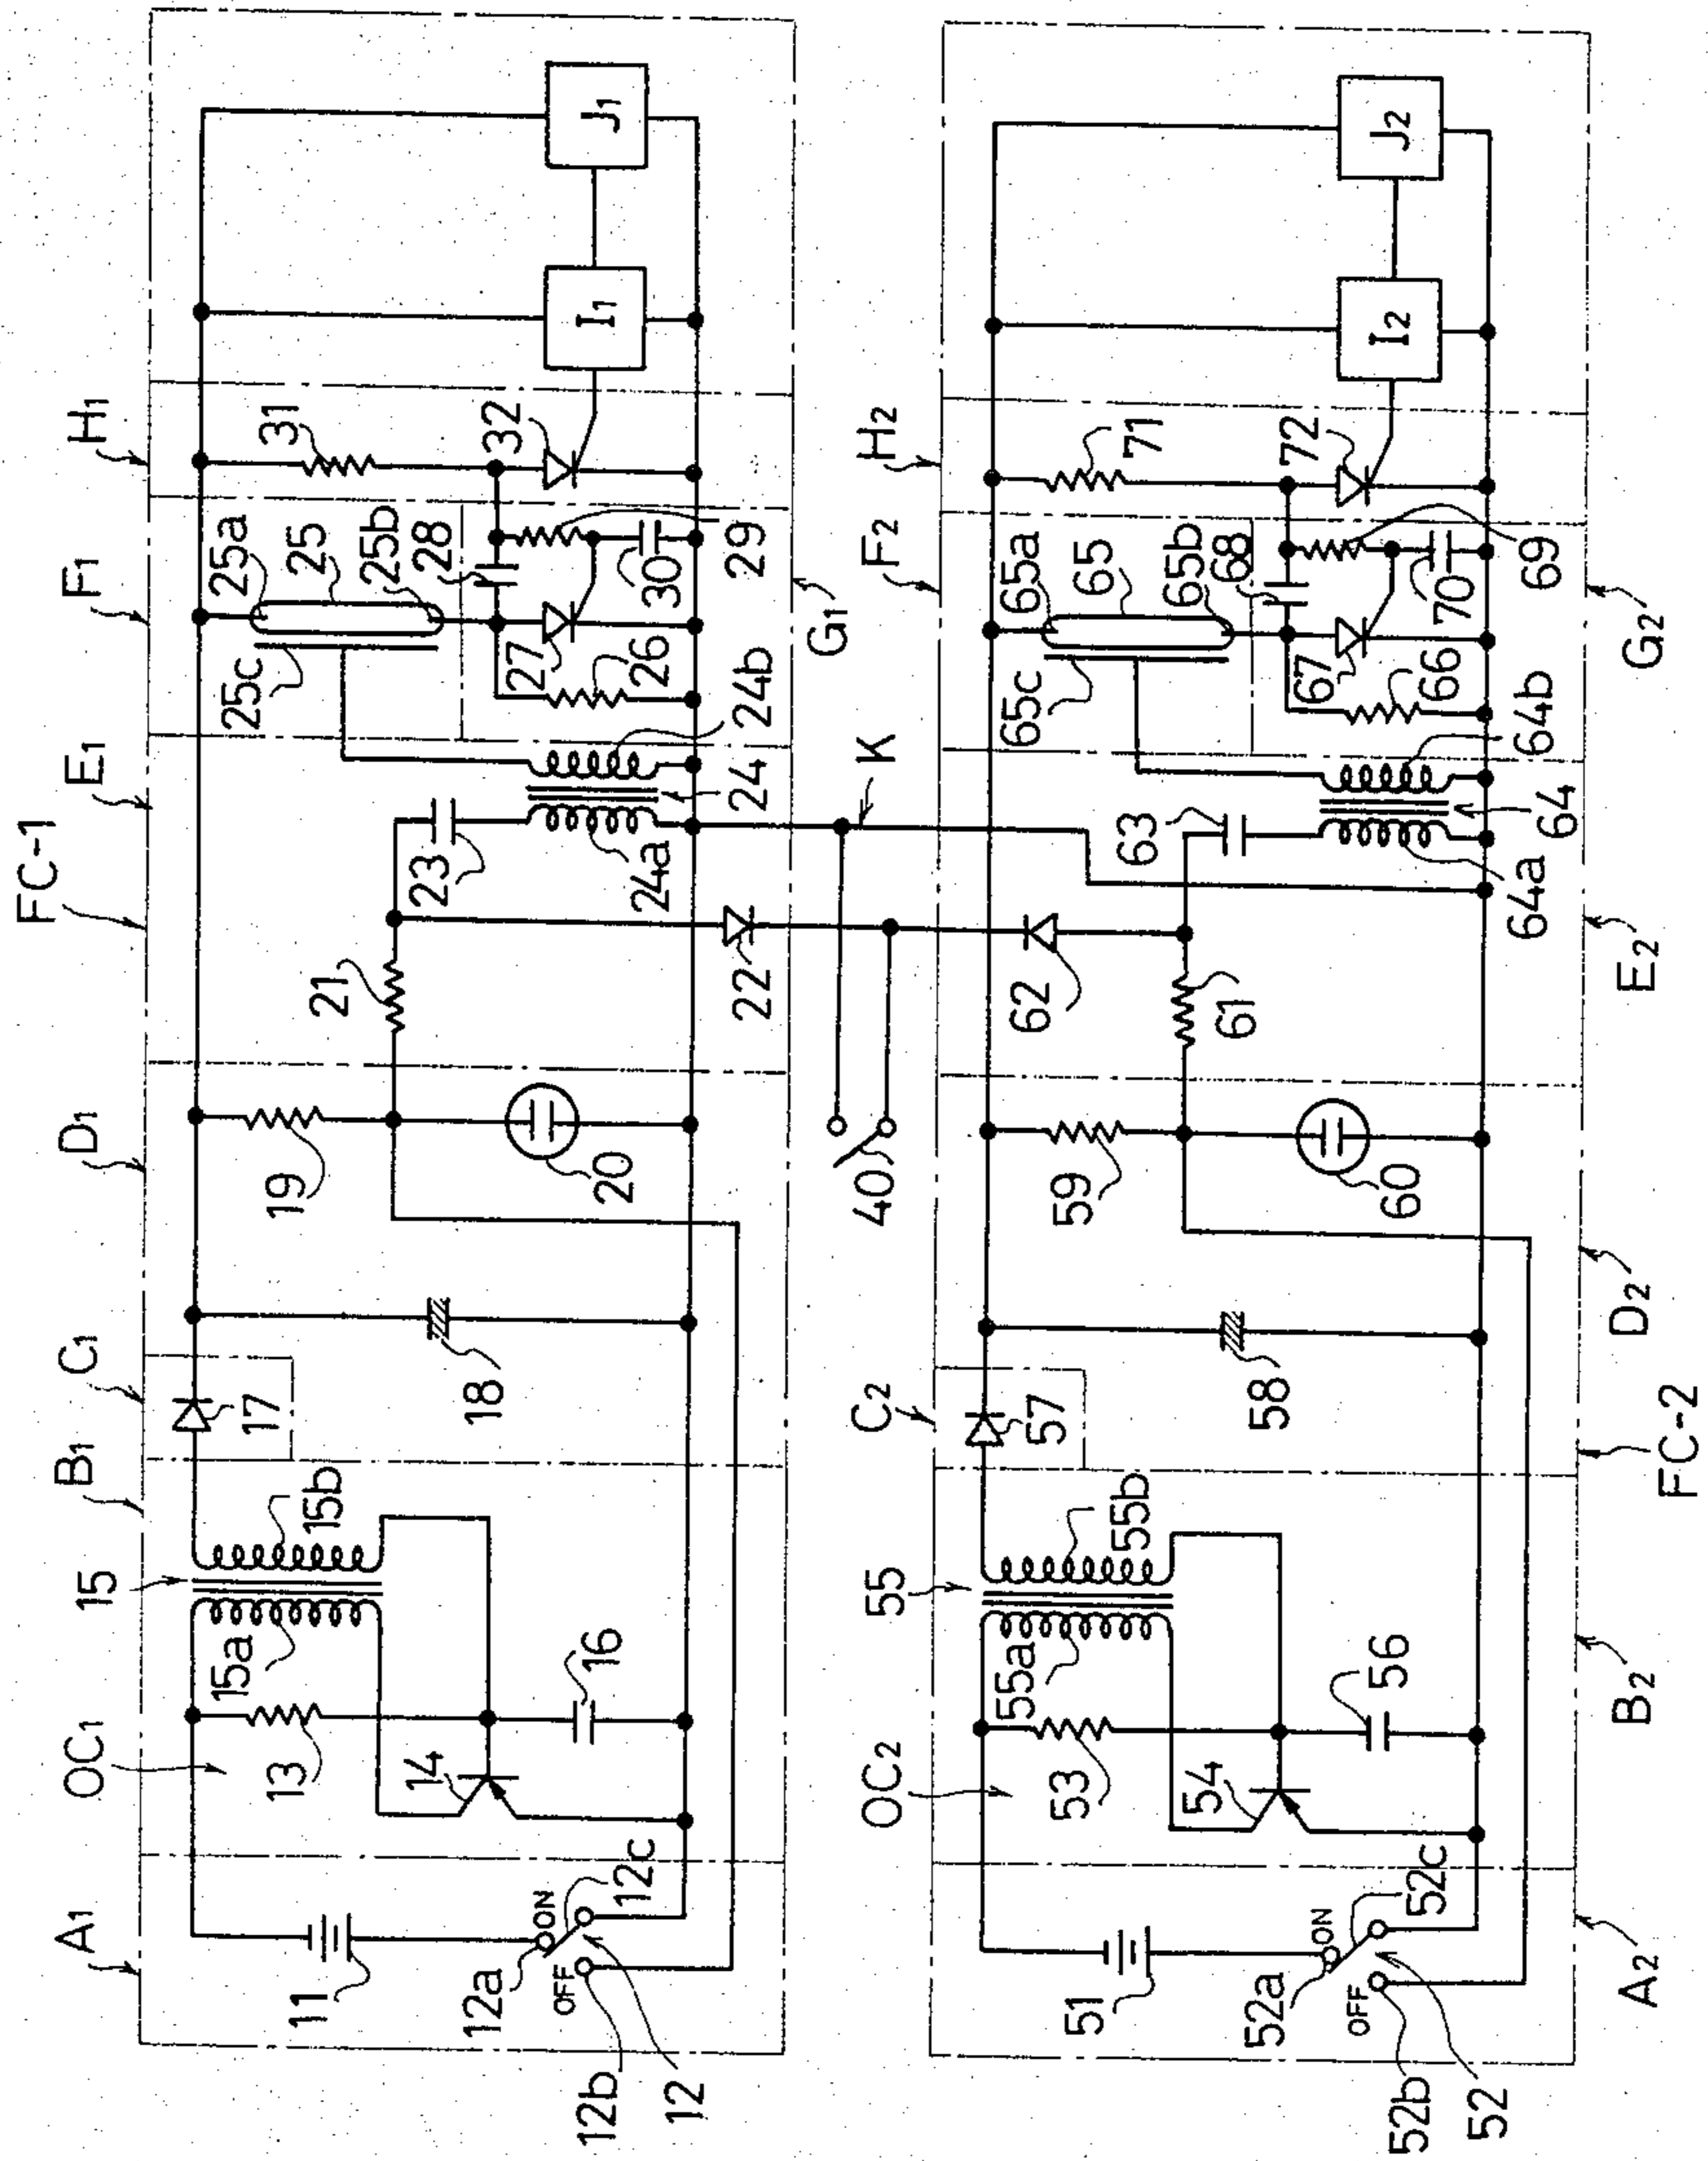 FC-1
A1
B1
C1
D1
E1
F1
H1
OC1
15
11
12a
ON
OFF
12b
12
12c
13
14
15a
15b
16
17
18
19
20
21
22
23
24a
24
24b
25c
25a
25
25b
28
27
26
30
29
G1
31
32
I1
J1
K
40
OC2
55
C2
F2
H2
51
52a
ON
OFF
52b
52
52c
53
54
55a
55b
56
57
58
59
60
61
62
63
64a
64
64b
65c
65a
65
65b
68
67
66
70
69
71
72
I2
J2
A2
B2
FC-2
D2
E2
G2